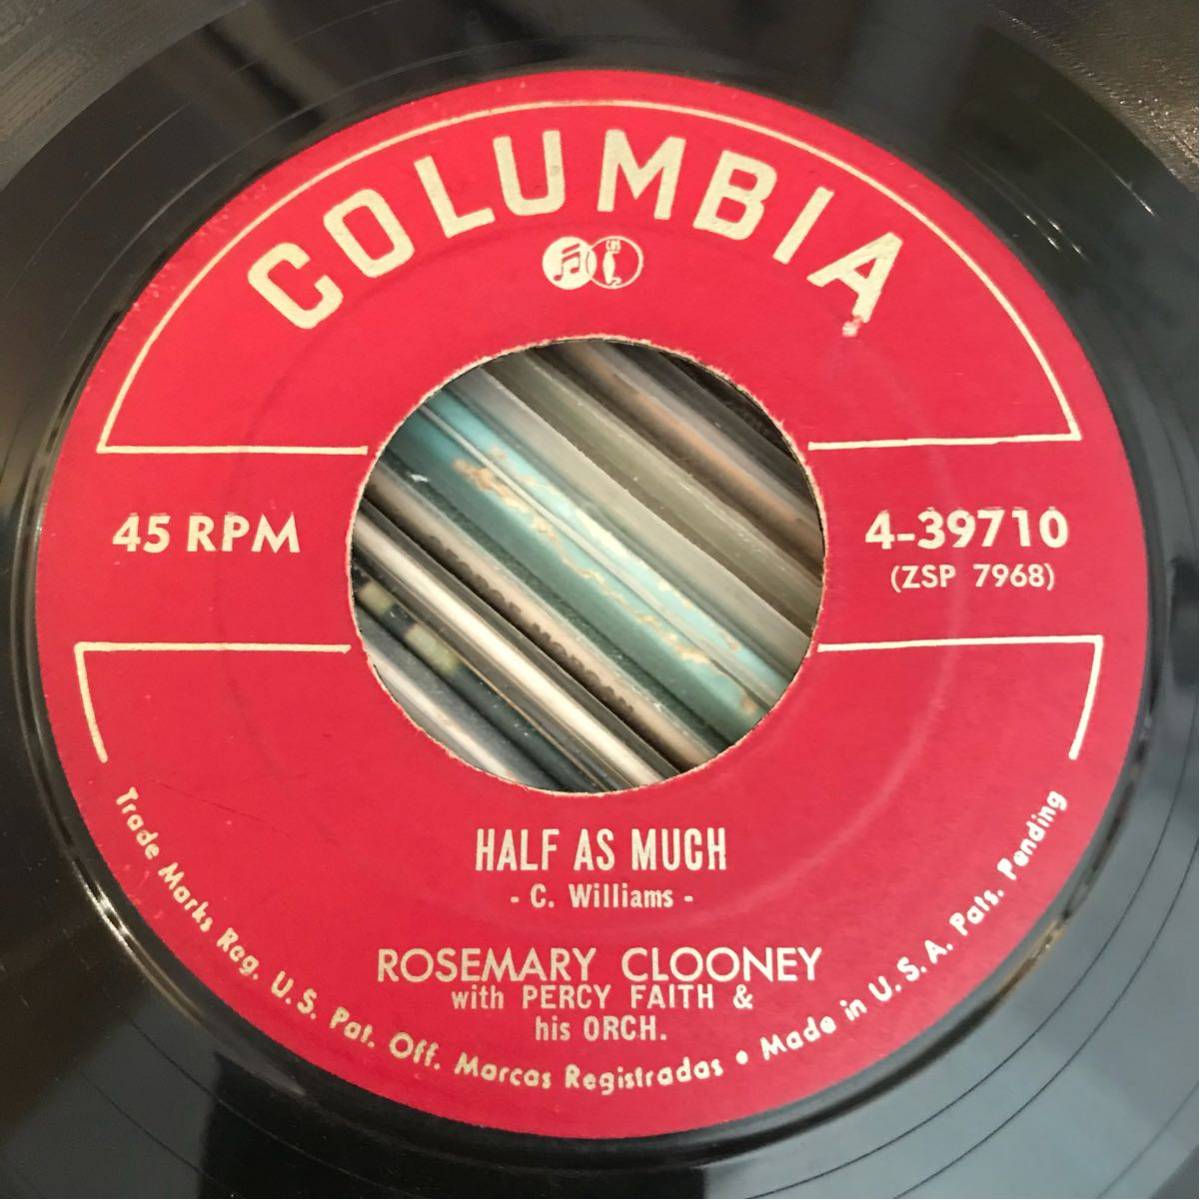 COLUMBIA
45 RPM
4-39710
(ZSP 7968)
HALF AS MUCH
- C. Williams -
ROSEMARY CLOONEY
with PERCY FAITH &
his ORCH.
Trade Marks Reg. U.S. Pat. Off. Marcas Registradas • Made in U.S.A. Pats. Pending